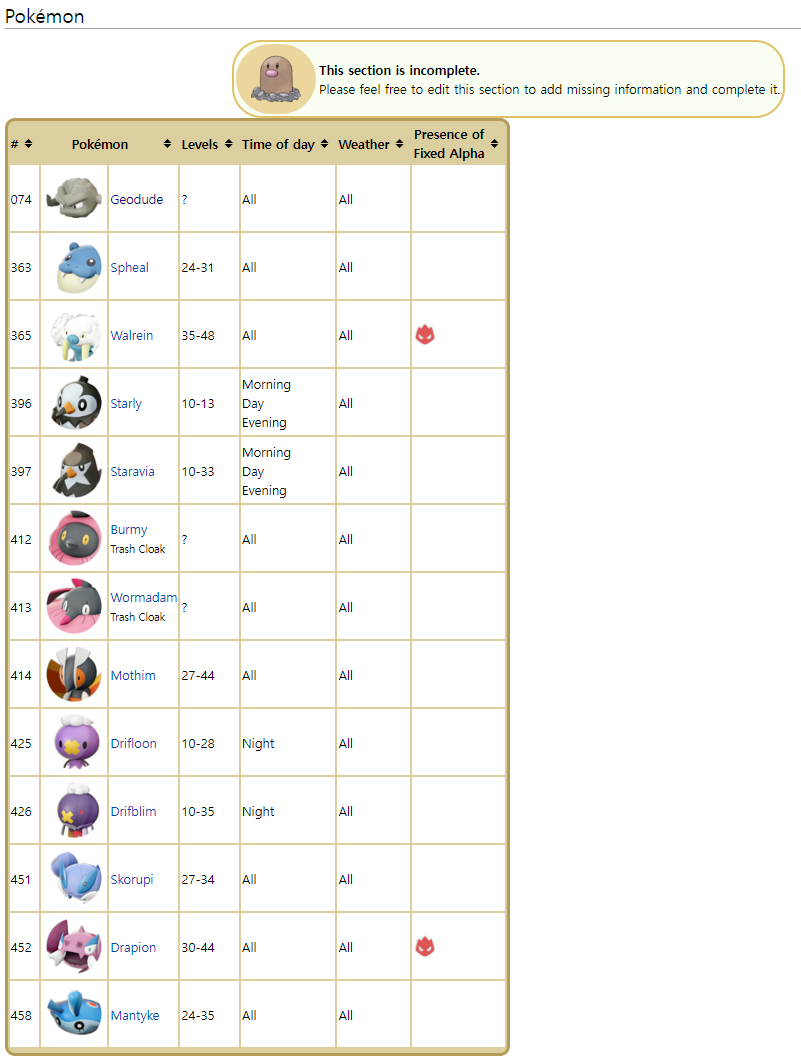 Pokémon
This section is incomplete.
Please feel free to edit this section to add missing information and complete it.
# Pokémon Levels Time of day Weather Presence of
Fixed Alpha
074 Geodude ? All All
363 Spheal 24-31 All All
365 Walrein 35-48 All All
396 Starly 10-13 Morning
Day
Evening All
397 Staravia 10-33 Morning
Day
Evening All
412 Burmy
Trash Cloak ? All All
413 Wormadam
Trash Cloak ? All All
414 Mothim 27-44 All All
425 Drifloon 10-28 Night All
426 Drifblim 10-35 Night All
451 Skorupi 27-34 All All
452 Drapion 30-44 All All
458 Mantyke 24-35 All All